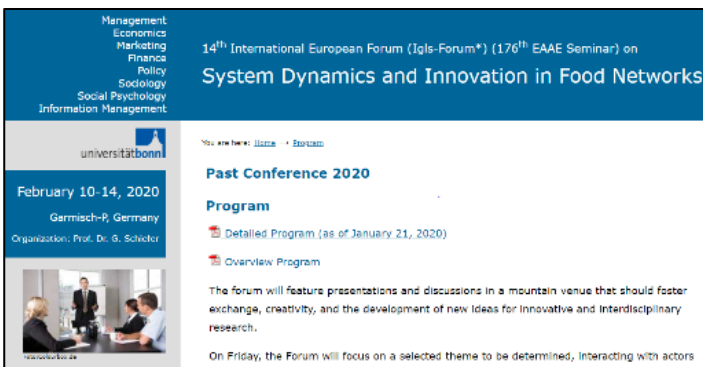 Management
Economics
Marketing
Finance
Policy
Sociology
Social Psychology
Information Management
14th International European Forum (Igls-Forum*) (176th EAAE Seminar) on
System Dynamics and Innovation in Food Networks
universitätbonn
February 10-14, 2020
Garmisch-P, Germany
Organization: Prof. Dr. G. Schiefer
You are here: Home → Program
Past Conference 2020
Program
Detailed Program (as of January 21, 2020)
Overview Program
The forum will feature presentations and discussions in a mountain venue that should foster
exchange, creativity, and the development of new ideas for innovative and interdisciplinary
research.
On Friday, the Forum will focus on a selected theme to be determined, interacting with actors